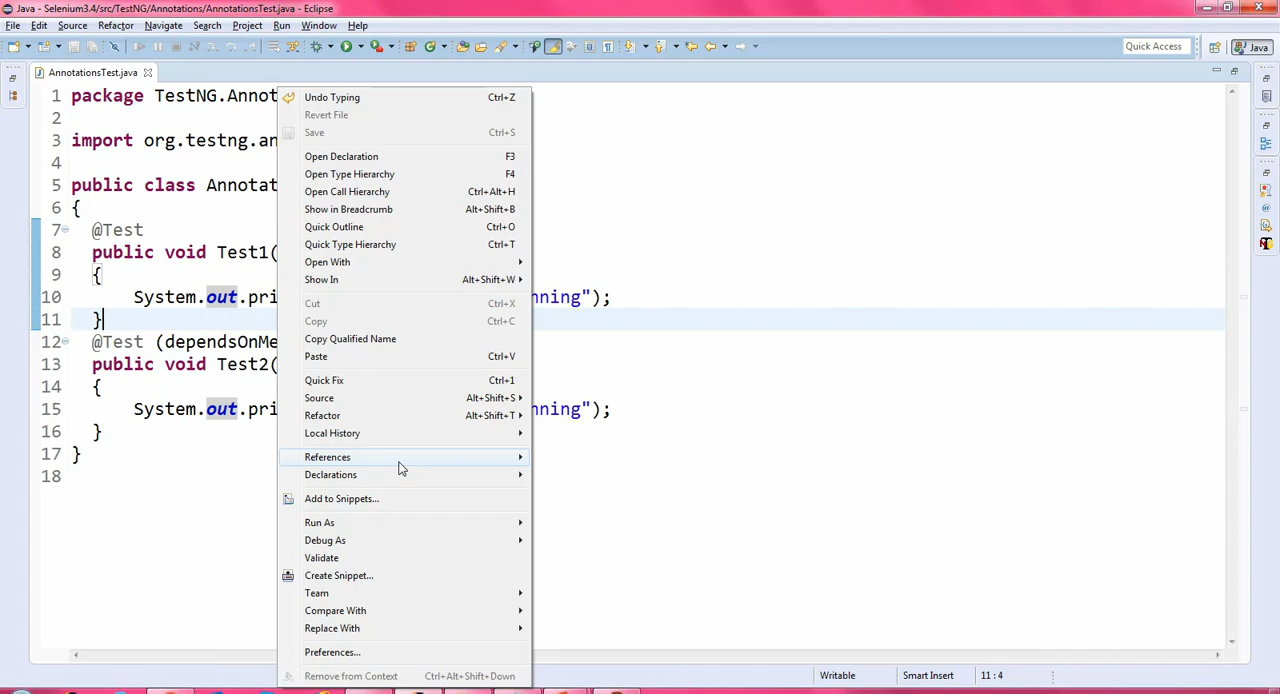 Java - Selenium3.4/src/TestNG/Annotations/AnnotationsTest.java - Eclipse
File Edit Source Refactor Navigate Search Project Run Window Help
Quick Access Java
AnnotationsTest.java
1 package TestNG.Anno
2
3 import org.testng.an
4
5 public class Annotat
6 {
7 @Test
8 public void Test1(
9 {
10 System.out.pri nning");
11 }
12 @Test (dependsOnMe
13 public void Test2(
14 {
15 System.out.pri nning");
16 }
17 }
18
Undo Typing Ctrl+Z
Revert File
Save Ctrl+S
Open Declaration F3
Open Type Hierarchy F4
Open Call Hierarchy Ctrl+Alt+H
Show in Breadcrumb Alt+Shift+B
Quick Outline Ctrl+O
Quick Type Hierarchy Ctrl+T
Open With
Show In Alt+Shift+W
Cut Ctrl+X
Copy Ctrl+C
Copy Qualified Name
Paste Ctrl+V
Quick Fix Ctrl+1
Source Alt+Shift+S
Refactor Alt+Shift+T
Local History
References
Declarations
Add to Snippets...
Run As
Debug As
Validate
Create Snippet...
Team
Compare With
Replace With
Preferences...
Remove from Context Ctrl+Alt+Shift+Down
Writable Smart Insert 11 : 4